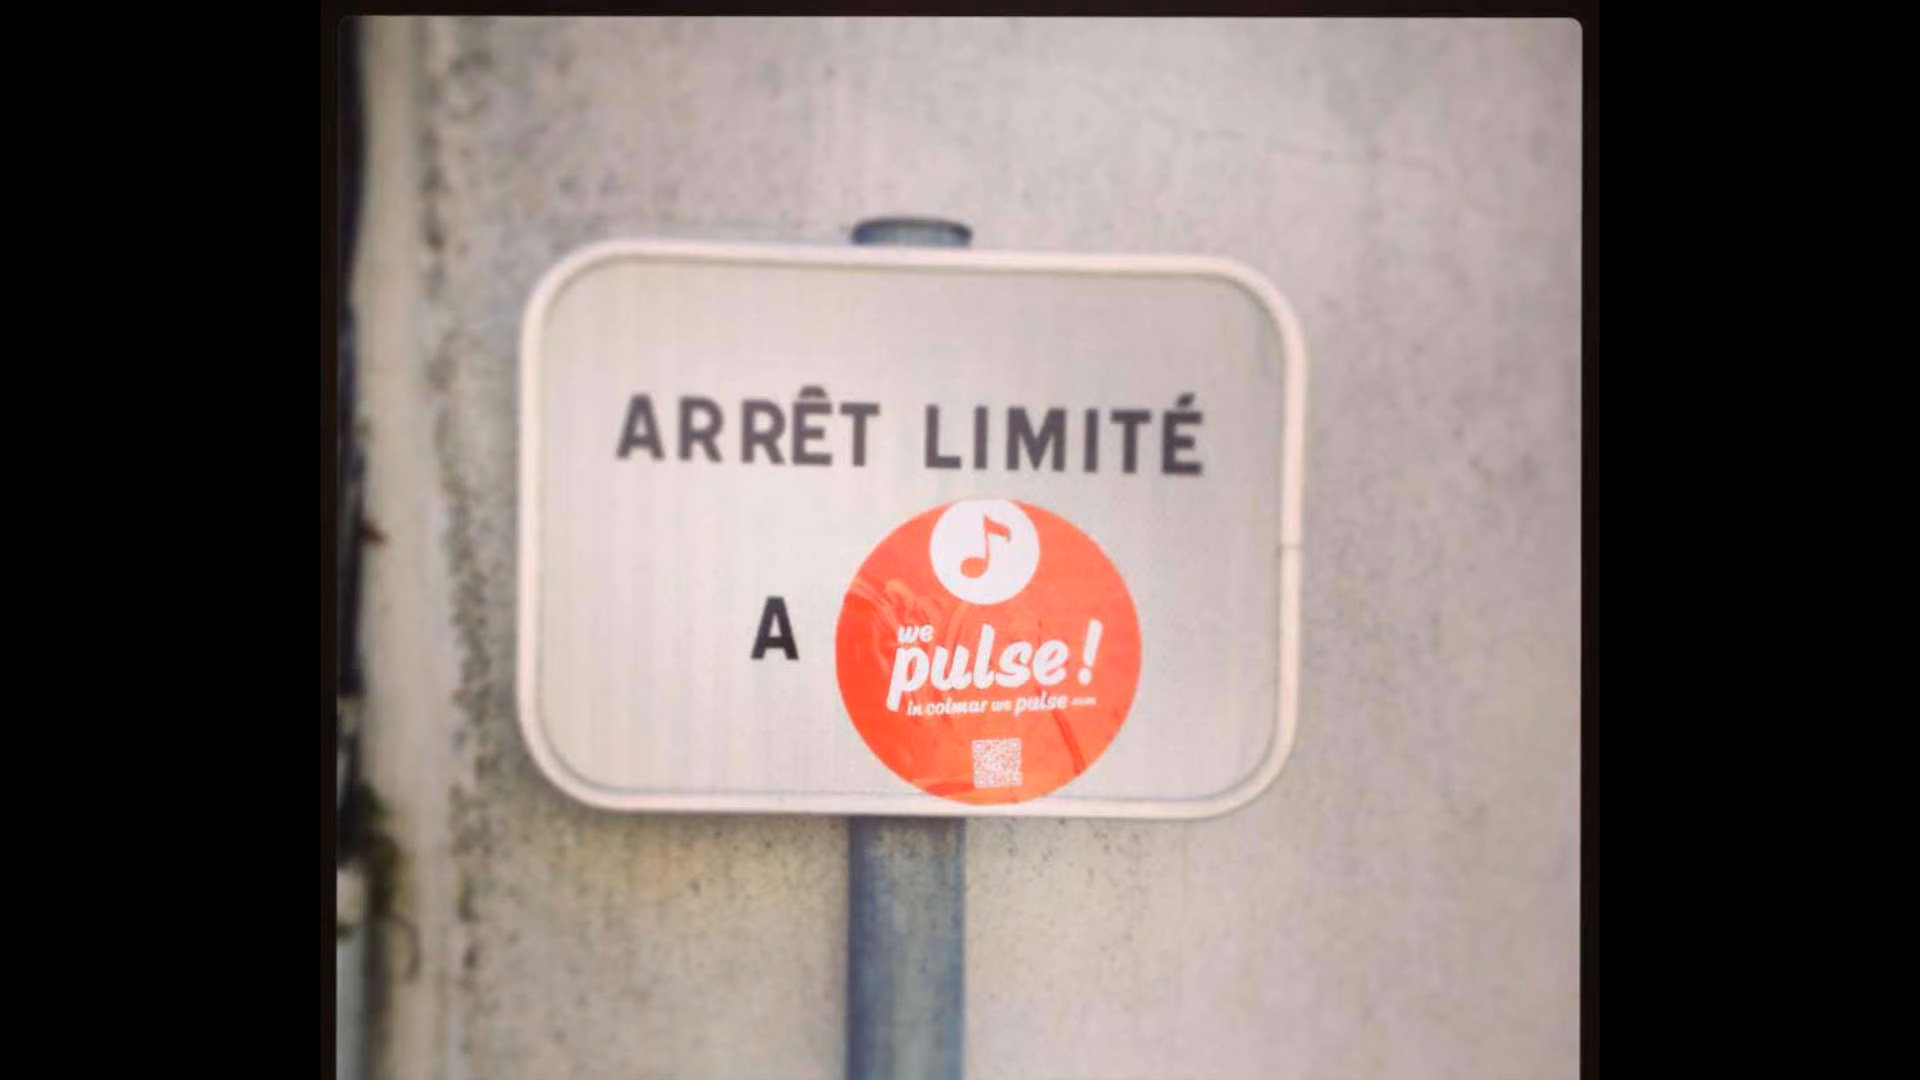 ARRÊT LIMITÉ
A
we
pulse!
in colmar we pulse